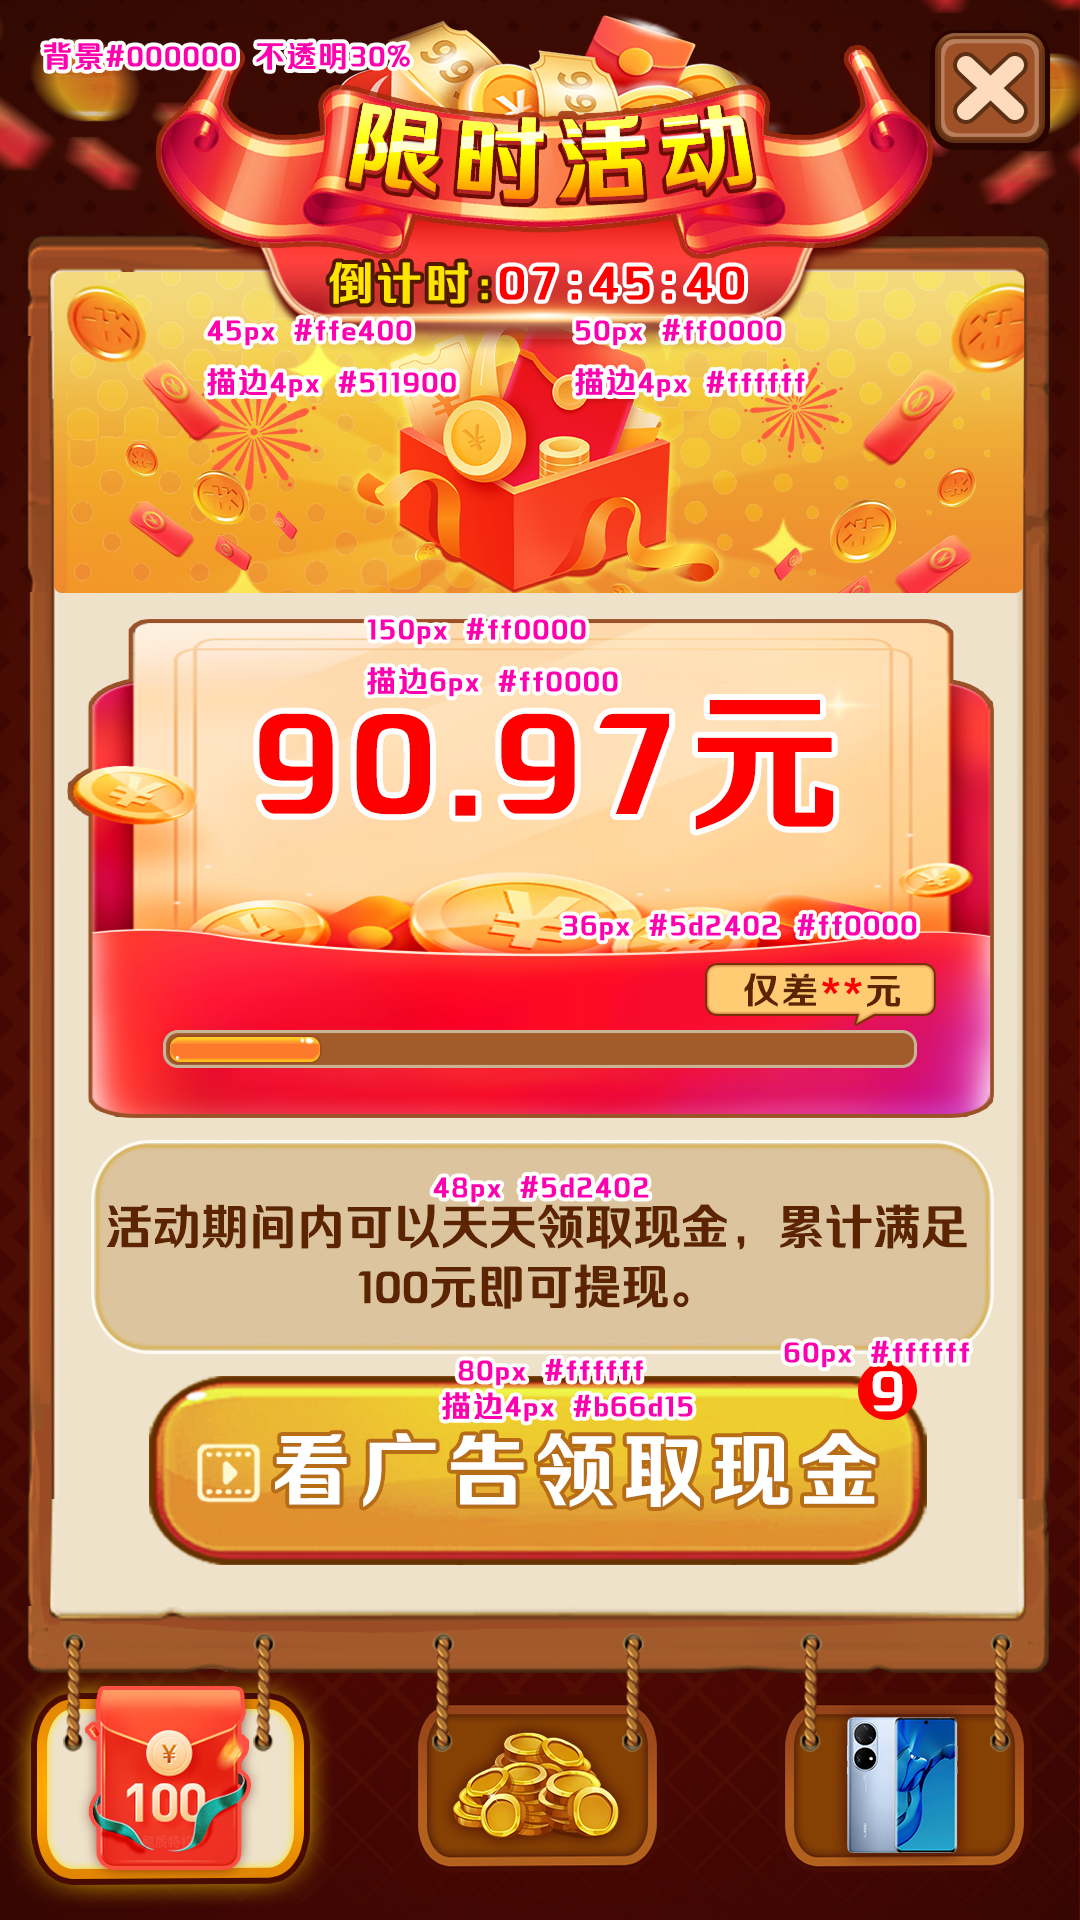 背景#000000 不透明30%
99
99
限时活动
倒计时:07:45:40
45px #ffe400
50px #ff0000
描边4px #511900
描边4px #ffffff
150px #ff0000
描边6px #ff0000
90.97元
36px #5d2402 #ff0000
仅差**元
48px #5d2402
活动期间内可以天天领取现金，累计满足
100元即可提现。
60px #ffffff
80px #ffffff
9
描边4px #b66d15
看广告领取现金
¥
100